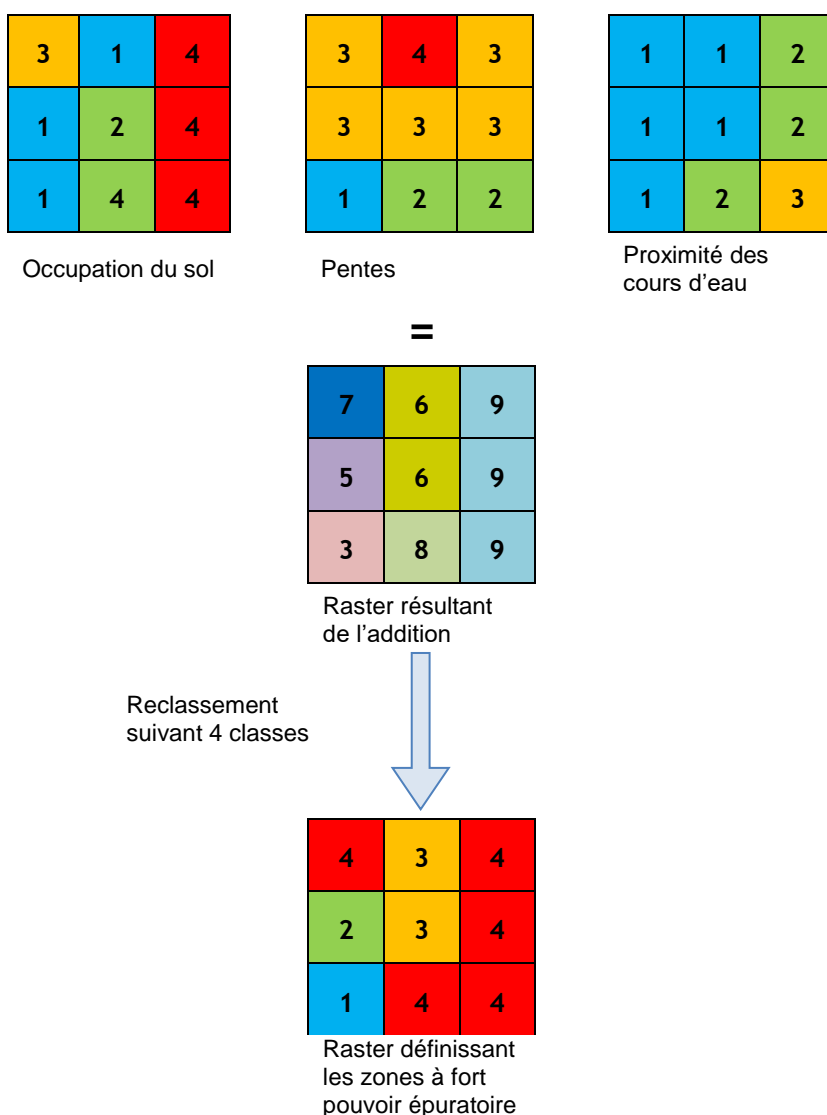 3 1 4
1 2 4
1 4 4
Occupation du sol
3 4 3
3 3 3
1 2 2
Pentes
1 1 2
1 1 2
1 2 3
Proximité des
cours d'eau
=
7 6 9
5 6 9
3 8 9
Raster résultant
de l'addition
Reclassement
suivant 4 classes
4 3 4
2 3 4
1 4 4
Raster définissant
les zones à fort
pouvoir épuratoire